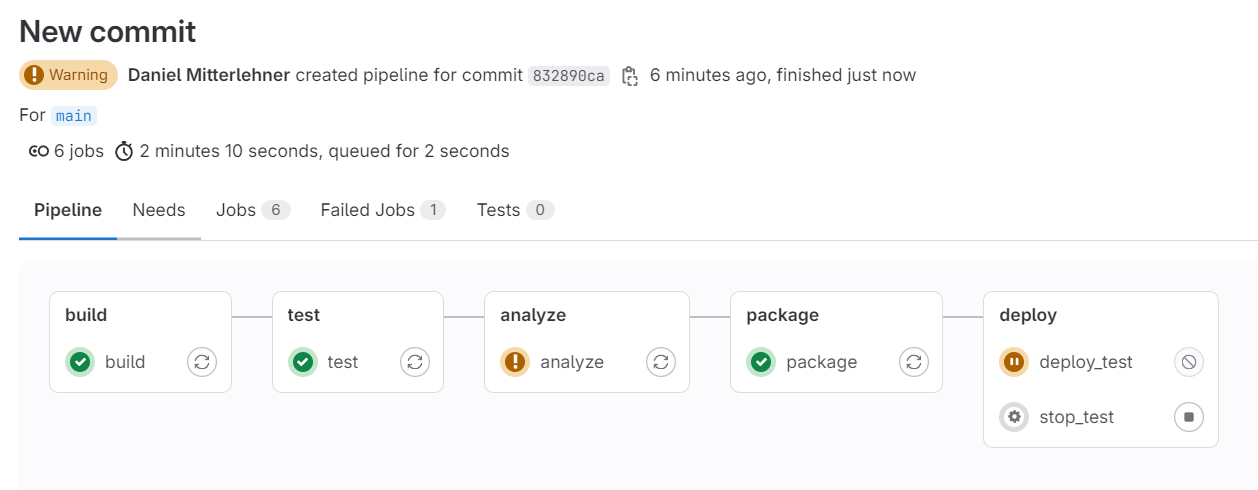 New commit
Warning Daniel Mitterlehner created pipeline for commit 832890ca 6 minutes ago, finished just now
For main
6 jobs 2 minutes 10 seconds, queued for 2 seconds
Pipeline Needs Jobs 6 Failed Jobs 1 Tests 0
build test analyze package deploy
build test analyze package deploy_test
stop_test